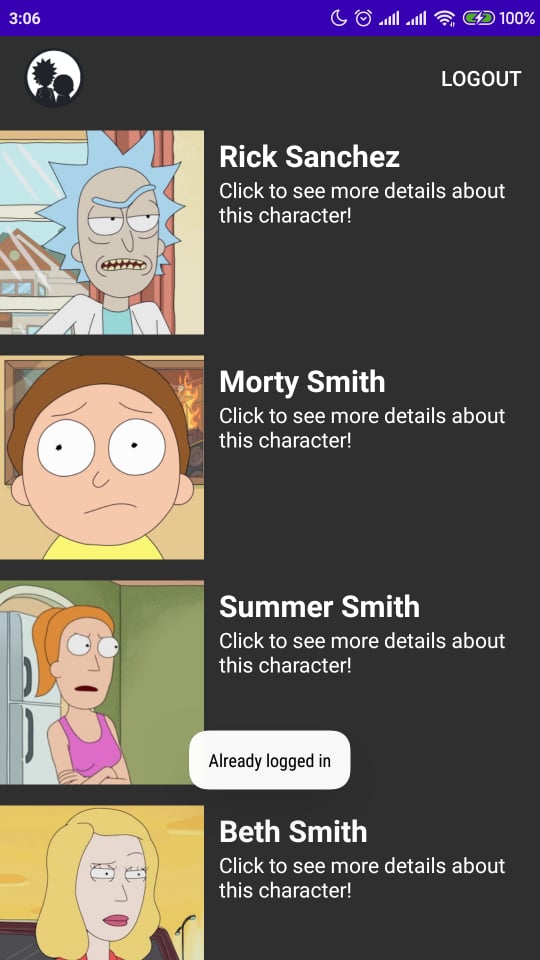 3:06
100%
LOGOUT
Rick Sanchez
Click to see more details about
this character!
Morty Smith
Click to see more details about
this character!
Summer Smith
Click to see more details about
this character!
Already logged in
Beth Smith
Click to see more details about
this character!